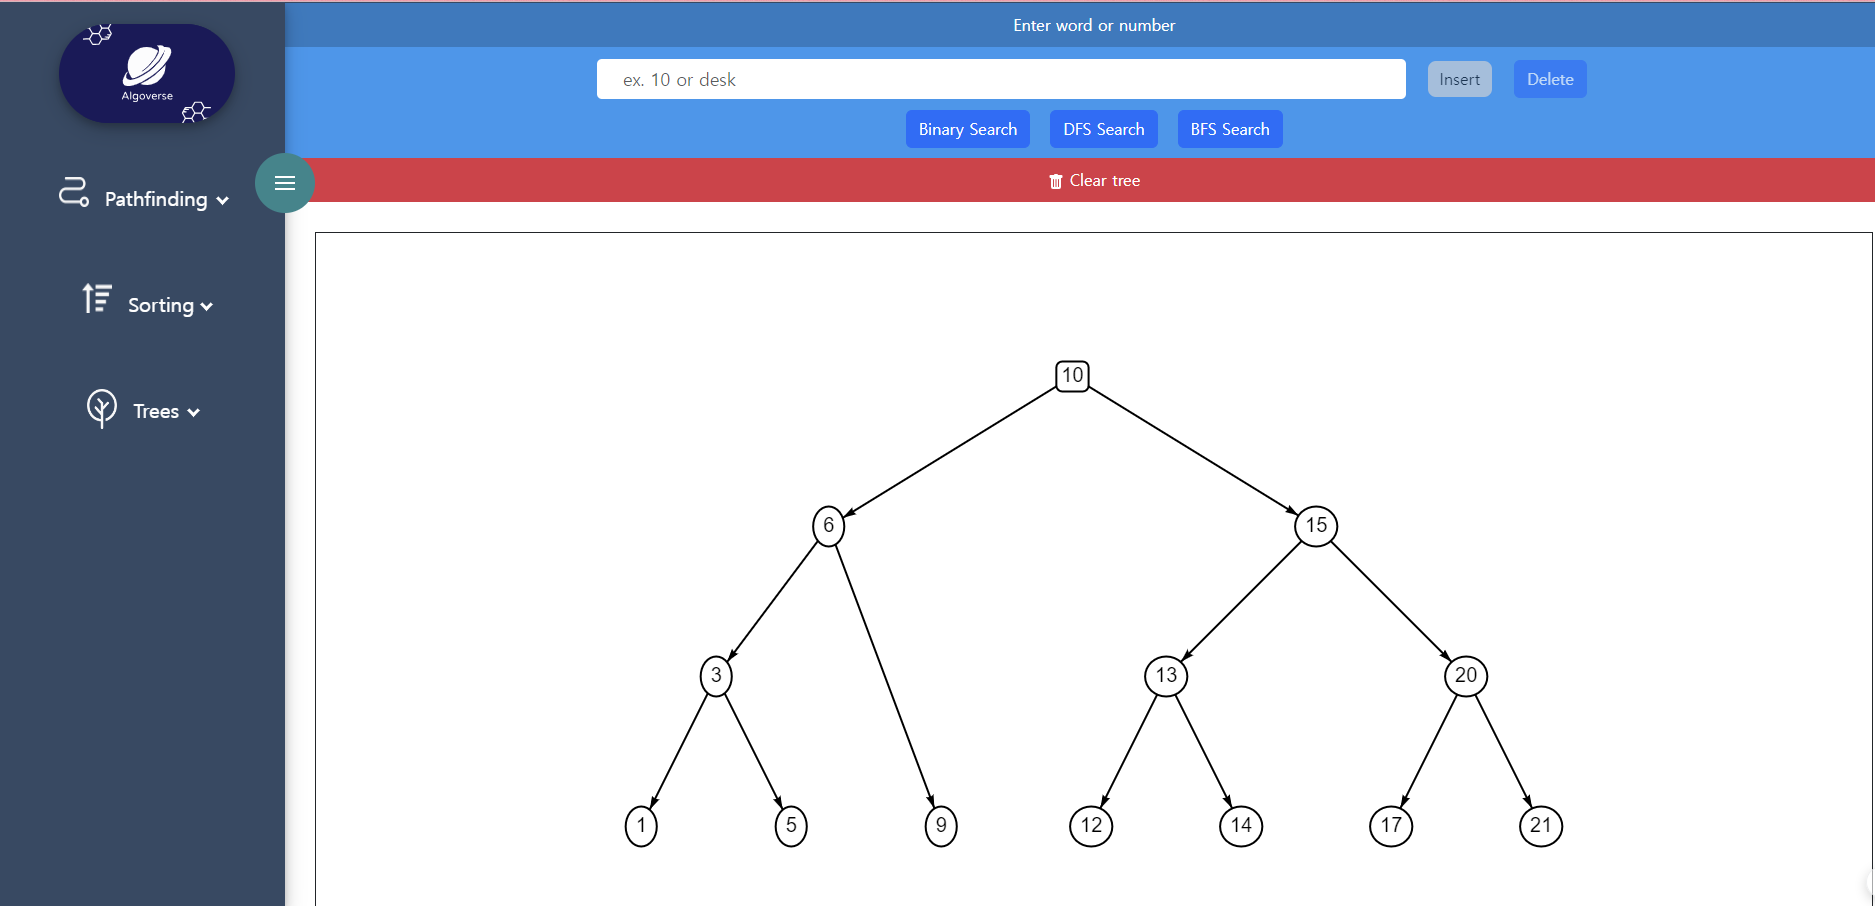 Algoverse
Pathfinding
Sorting
Trees
Enter word or number
ex. 10 or desk
Insert
Delete
Binary Search
DFS Search
BFS Search
Clear tree
10
6
15
3
13
20
1
5
9
12
14
17
21